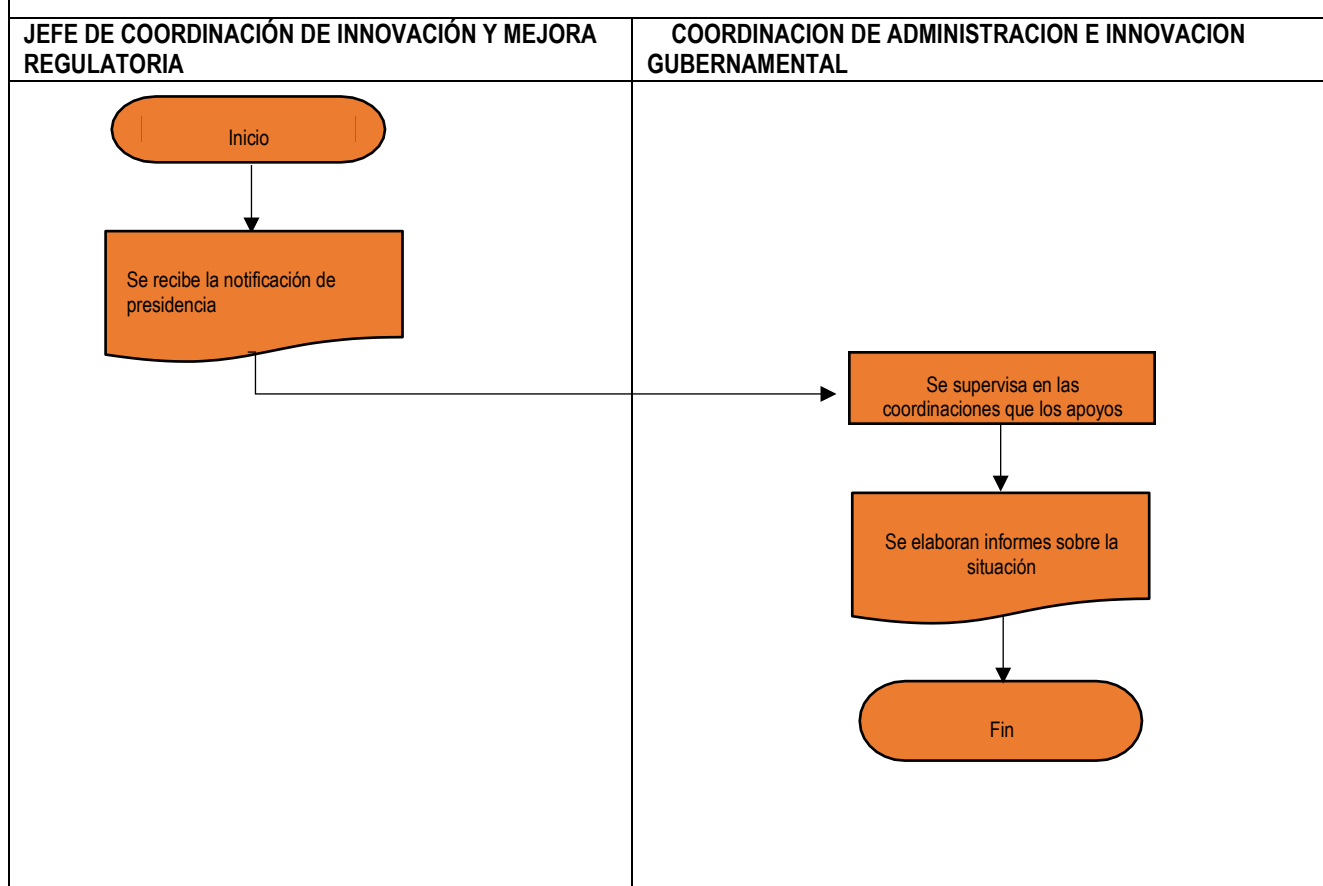 JEFE DE COORDINACIÓN DE INNOVACIÓN Y MEJORA
REGULATORIA
COORDINACION DE ADMINISTRACION E INNOVACION
GUBERNAMENTAL
Inicio
Se recibe la notificación de
presidencia
Se supervisa en las
coordinaciones que los apoyos
Se elaboran informes sobre la
situación
Fin